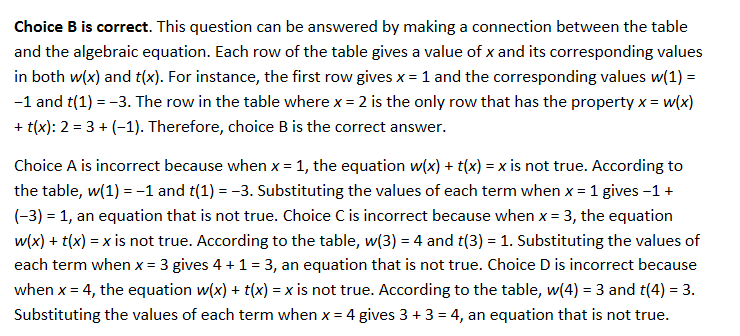 Choice B is correct. This question can be answered by making a connection between the table
and the algebraic equation. Each row of the table gives a value of x and its corresponding values
in both w(x) and t(x). For instance, the first row gives x = 1 and the corresponding values w(1) =
−1 and t(1) = −3. The row in the table where x = 2 is the only row that has the property x = w(x)
+ t(x): 2 = 3 + (−1). Therefore, choice B is the correct answer.
Choice A is incorrect because when x = 1, the equation w(x) + t(x) = x is not true. According to
the table, w(1) = −1 and t(1) = −3. Substituting the values of each term when x = 1 gives −1 +
(−3) = 1, an equation that is not true. Choice C is incorrect because when x = 3, the equation
w(x) + t(x) = x is not true. According to the table, w(3) = 4 and t(3) = 1. Substituting the values of
each term when x = 3 gives 4 + 1 = 3, an equation that is not true. Choice D is incorrect because
when x = 4, the equation w(x) + t(x) = x is not true. According to the table, w(4) = 3 and t(4) = 3.
Substituting the values of each term when x = 4 gives 3 + 3 = 4, an equation that is not true.